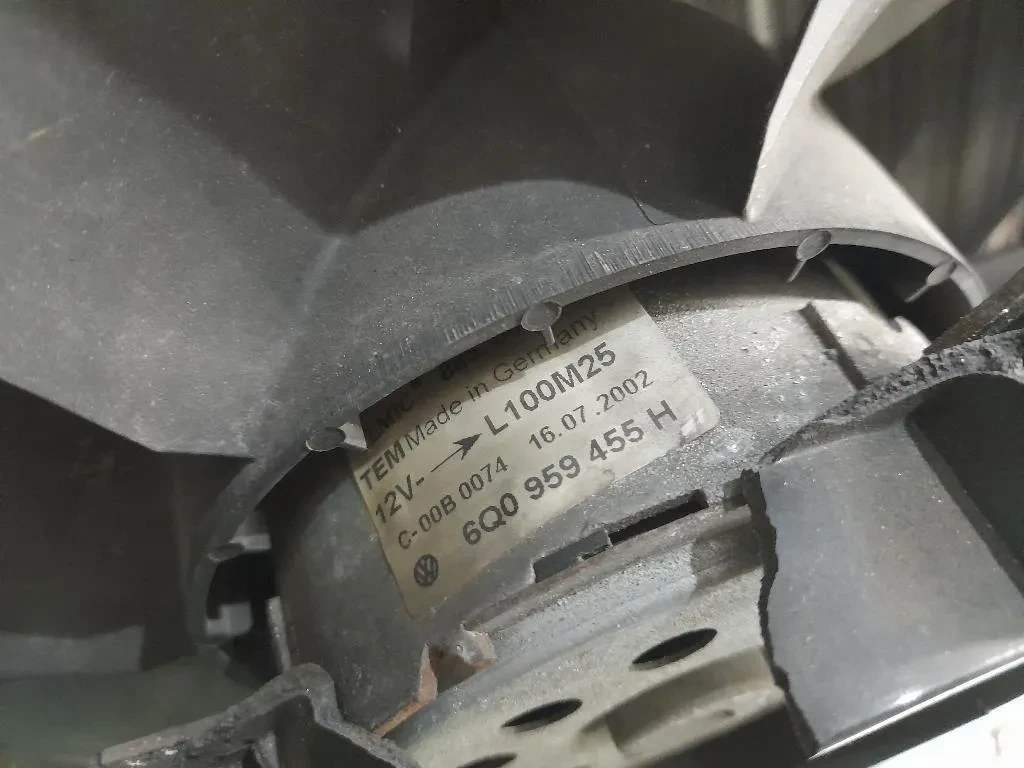 Made in Germany
TEM
12V- L100M25
C-00B 0074 16.07.2002
6Q0 959 455 H